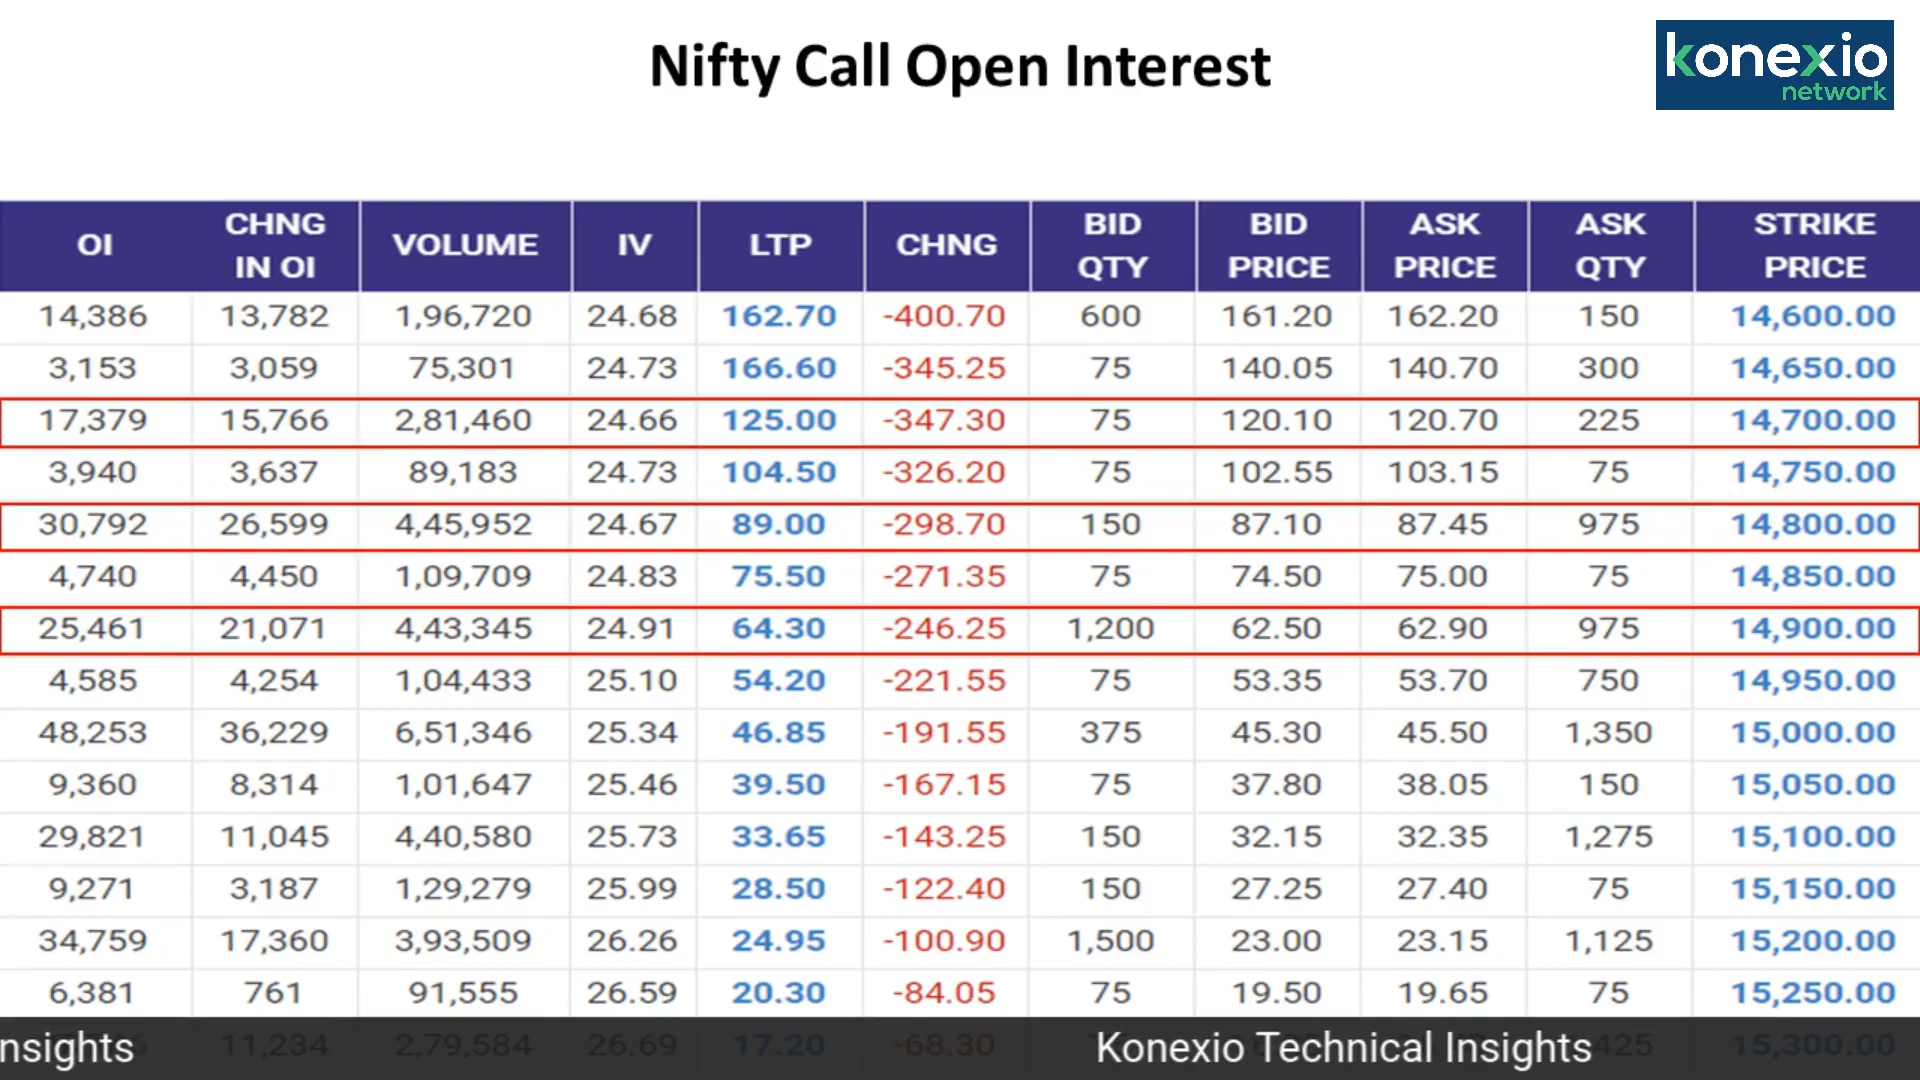 Nifty Call Open Interest
konexio
network
OI CHNG IN OI VOLUME IV LTP CHNG BID QTY BID PRICE ASK PRICE ASK QTY STRIKE PRICE
14,386 13,782 1,96,720 24.68 162.70 -400.70 600 161.20 162.20 150 14,600.00
3,153 3,059 75,301 24.73 166.60 -345.25 75 140.05 140.70 300 14,650.00
17,379 15,766 2,81,460 24.66 125.00 -347.30 75 120.10 120.70 225 14,700.00
3,940 3,637 89,183 24.73 104.50 -326.20 75 102.55 103.15 75 14,750.00
30,792 26,599 4,45,952 24.67 89.00 -298.70 150 87.10 87.45 975 14,800.00
4,740 4,450 1,09,709 24.83 75.50 -271.35 75 74.50 75.00 75 14,850.00
25,461 21,071 4,43,345 24.91 64.30 -246.25 1,200 62.50 62.90 975 14,900.00
4,585 4,254 1,04,433 25.10 54.20 -221.55 75 53.35 53.70 750 14,950.00
48,253 36,229 6,51,346 25.34 46.85 -191.55 375 45.30 45.50 1,350 15,000.00
9,360 8,314 1,01,647 25.46 39.50 -167.15 75 37.80 38.05 150 15,050.00
29,821 11,045 4,40,580 25.73 33.65 -143.25 150 32.15 32.35 1,275 15,100.00
9,271 3,187 1,29,279 25.99 28.50 -122.40 150 27.25 27.40 75 15,150.00
34,759 17,360 3,93,509 26.26 24.95 -100.90 1,500 23.00 23.15 1,125 15,200.00
6,381 761 91,555 26.59 20.30 -84.05 75 19.50 19.65 75 15,250.00
11,234 2,79,584 26.69 17.20 -68.30 15,300.00
nsights Konexio Technical Insights